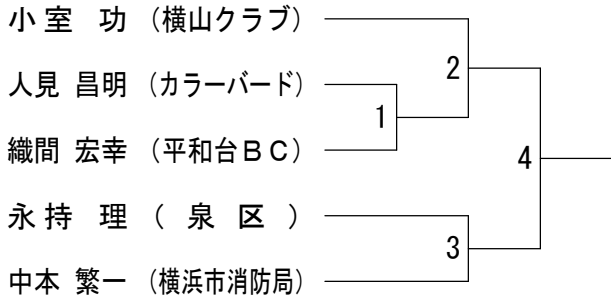 小室 功 （横山クラブ）
人見 昌明 （カラーバード）
織間 宏幸 （平和台ＢＣ）
永持 理 （ 泉 区 ）
中本 繁一 （横浜市消防局）
1
2
3
4